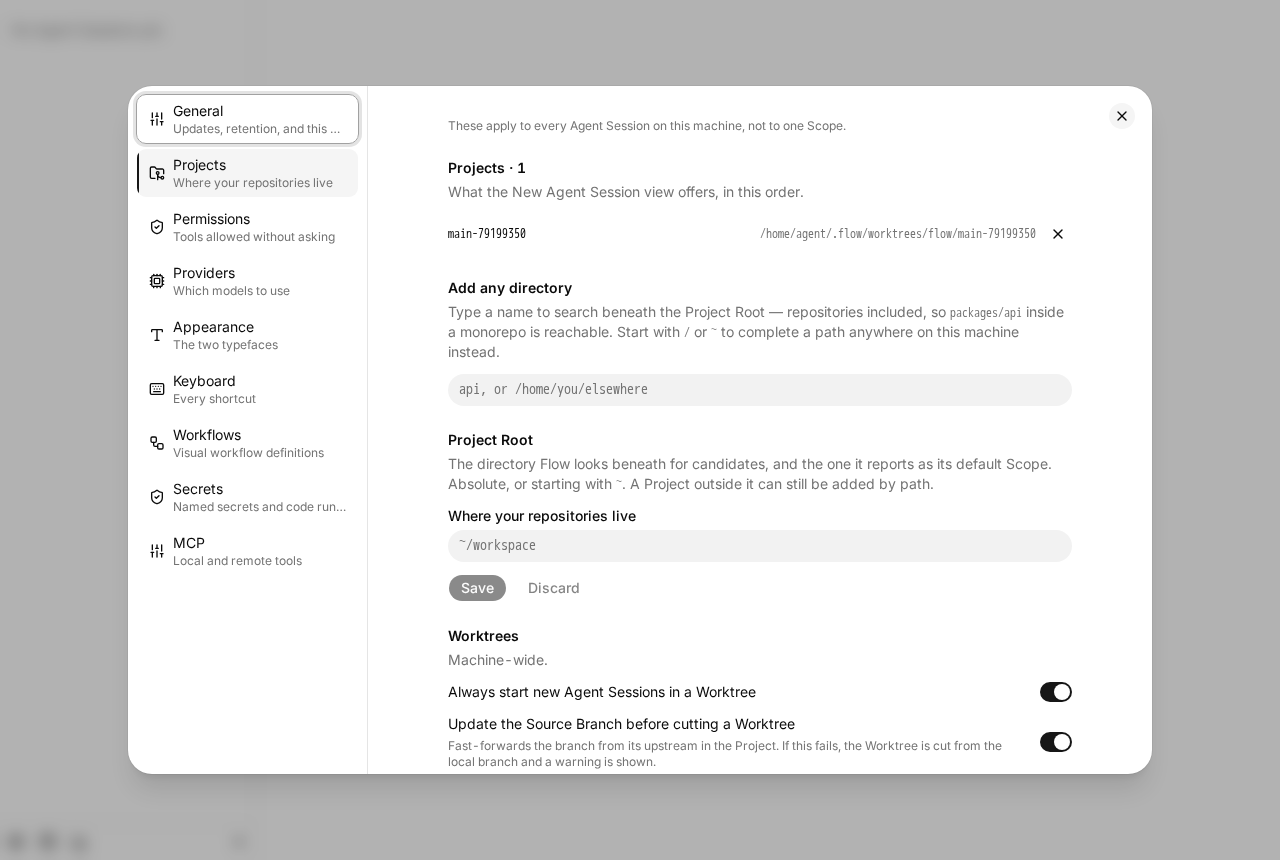 General
Updates, retention, and this ...
Projects
Where your repositories live
Permissions
Tools allowed without asking
Providers
Which models to use
Appearance
The two typefaces
Keyboard
Every shortcut
Workflows
Visual workflow definitions
Secrets
Named secrets and code run...
MCP
Local and remote tools
These apply to every Agent Session on this machine, not to one Scope.
Projects · 1
What the New Agent Session view offers, in this order.
main-79199350 /home/agent/.flow/worktrees/flow/main-79199350
Add any directory
Type a name to search beneath the Project Root — repositories included, so packages/api inside
a monorepo is reachable. Start with / or ~ to complete a path anywhere on this machine
instead.
api, or /home/you/elsewhere
Project Root
The directory Flow looks beneath for candidates, and the one it reports as its default Scope.
Absolute, or starting with ~. A Project outside it can still be added by path.
Where your repositories live
~/workspace
Save Discard
Worktrees
Machine-wide.
Always start new Agent Sessions in a Worktree
Update the Source Branch before cutting a Worktree
Fast-forwards the branch from its upstream in the Project. If this fails, the Worktree is cut from the
local branch and a warning is shown.